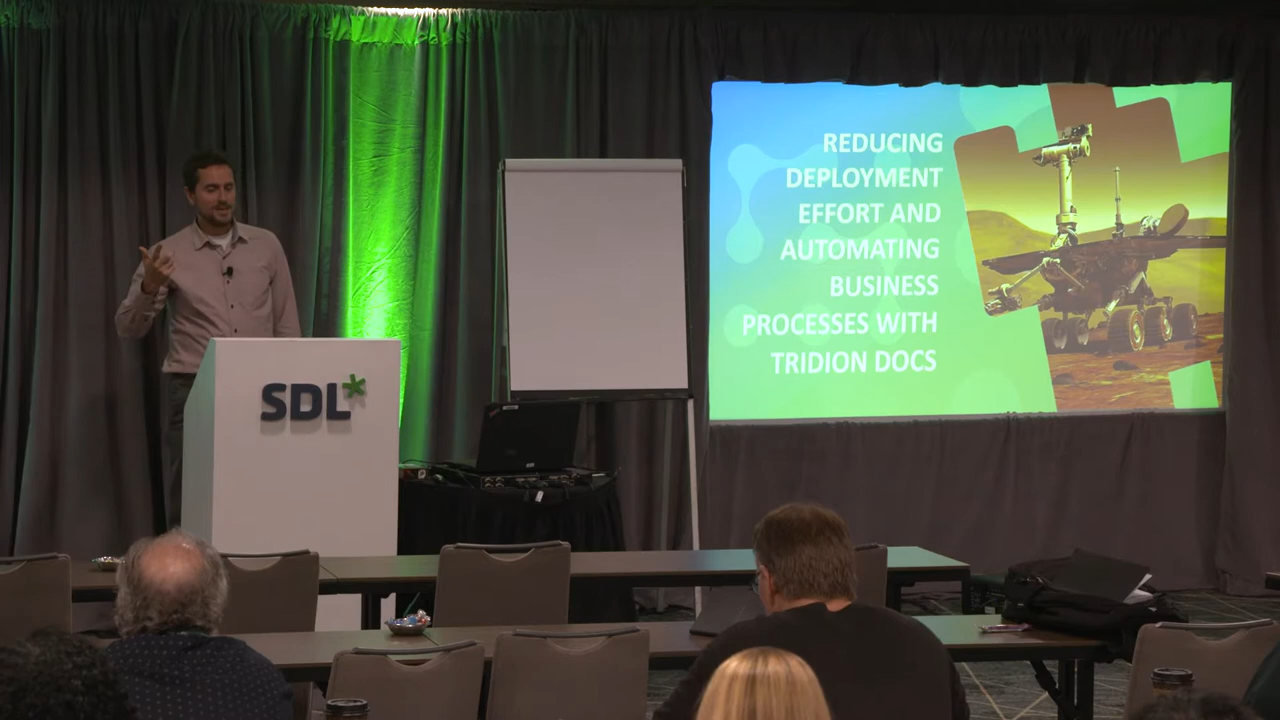 SDL*
REDUCING
DEPLOYMENT
EFFORT AND
AUTOMATING
BUSINESS
PROCESSES WITH
TRIDION DOCS